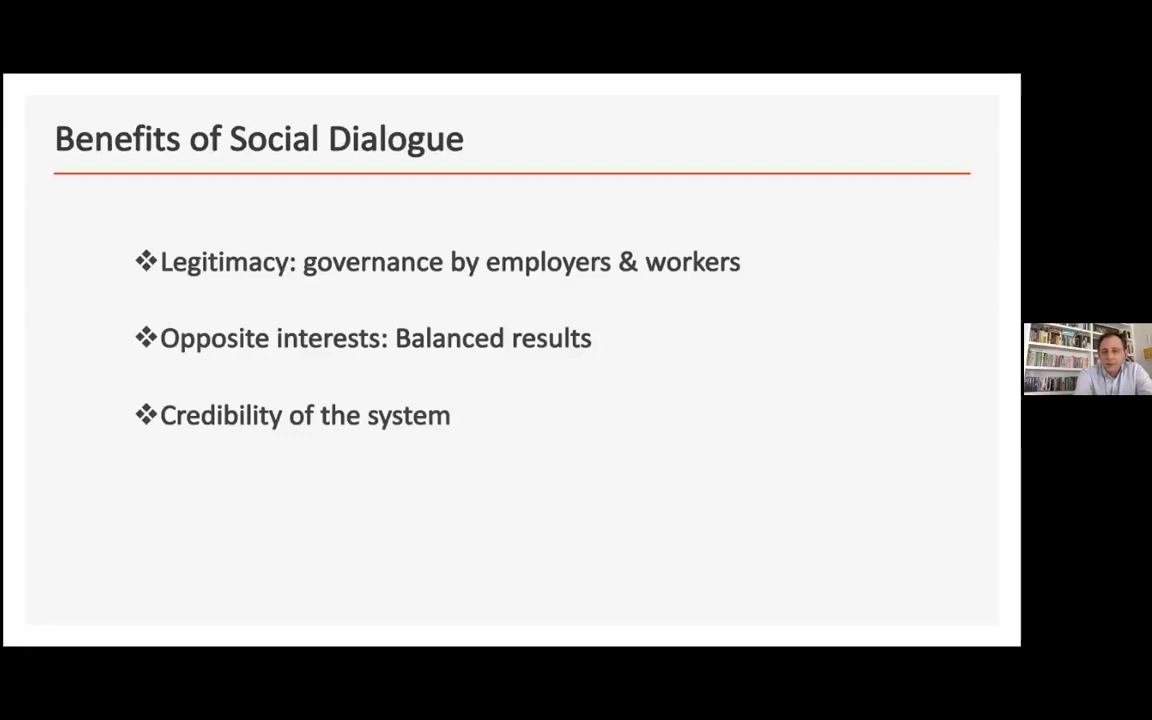 Benefits of Social Dialogue
❖Legitimacy: governance by employers & workers
❖Opposite interests: Balanced results
❖Credibility of the system